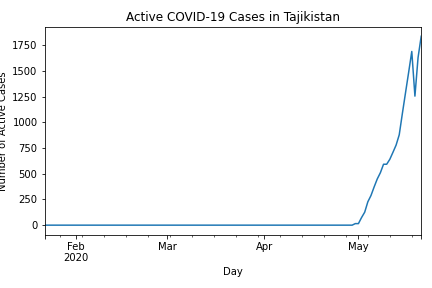 Active COVID-19 Cases in Tajikistan
Number of Active Cases
1750
1500
1250
1000
750
500
250
0
Feb
2020
Mar
Apr
May
Day